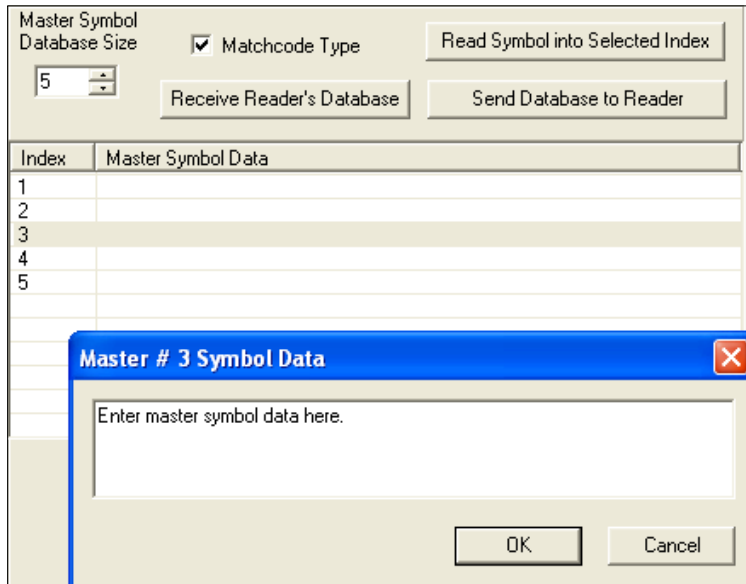 Master Symbol
Database Size
5
Matchcode Type
Read Symbol into Selected Index
Receive Reader's Database
Send Database to Reader
Index Master Symbol Data
1
2
3
4
5
Master # 3 Symbol Data
Enter master symbol data here.
OK Cancel